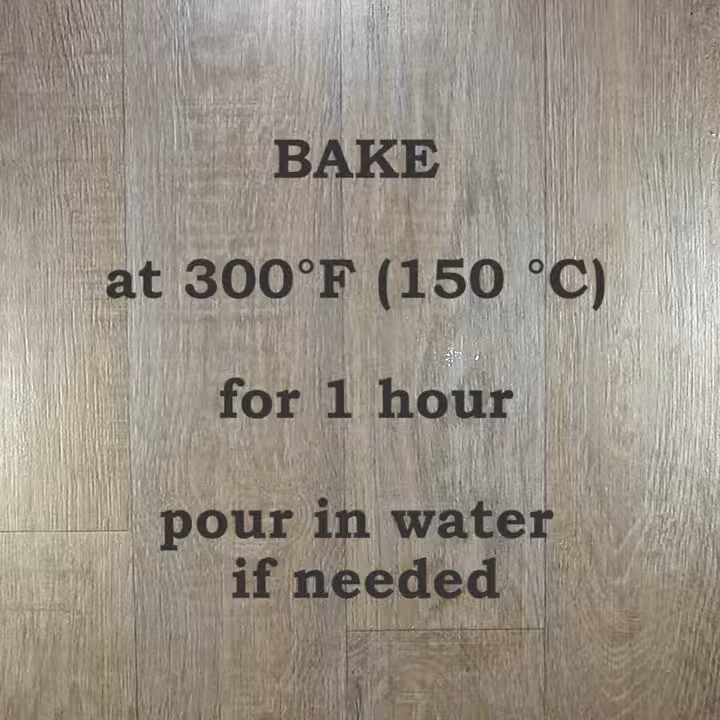 BAKE
at 300°F (150 °C)
for 1 hour
pour in water
if needed